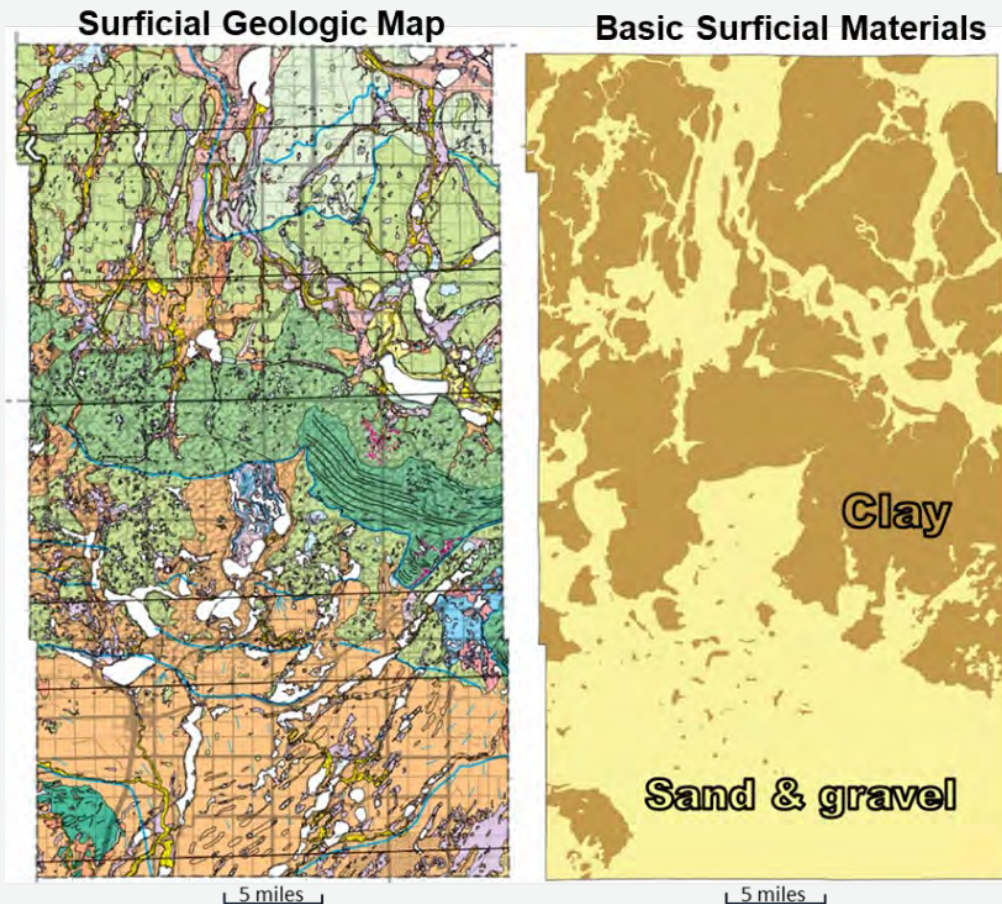 Surficial Geologic Map
Basic Surficial Materials
Clay
Sand & gravel
5 miles
5 miles